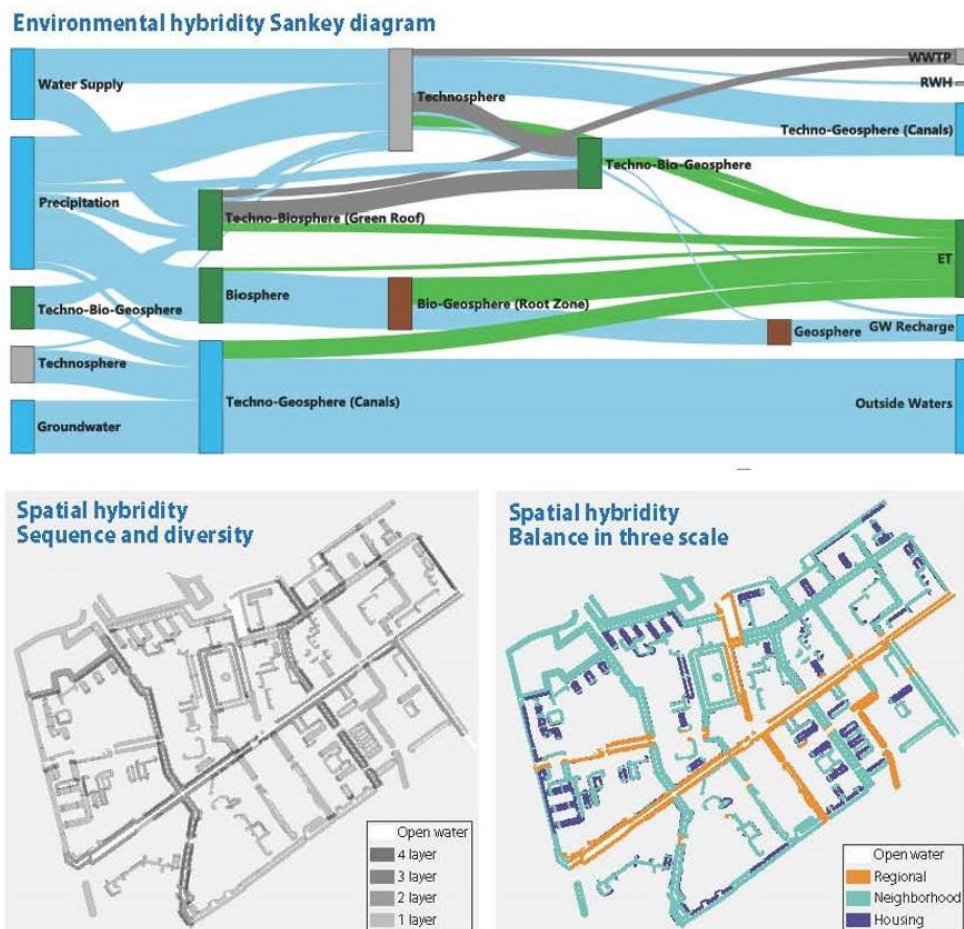 Environmental hybridity Sankey diagram
Water Supply
Precipitation
Techno-Bio-Geosphere
Technosphere
Groundwater
Technosphere
Techno-Biosphere (Green Roof)
Biosphere
Techno-Geosphere (Canals)
Bio-Geosphere (Root Zone)
Techno-Bio-Geosphere
Geosphere
WWTP
RWH
Techno-Geosphere (Canals)
ET
GW Recharge
Outside Waters
Spatial hybridity
Sequence and diversity
Open water
4 layer
3 layer
2 layer
1 layer
Spatial hybridity
Balance in three scale
Open water
Regional
Neighborhood
Housing